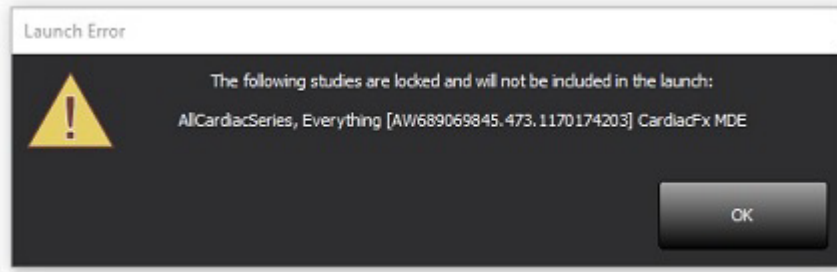 Launch Error
The following studies are locked and will not be included in the launch:
AllCardiacSeries, Everything [AW689069845.473.1170174203] CardiacFx MDE
OK